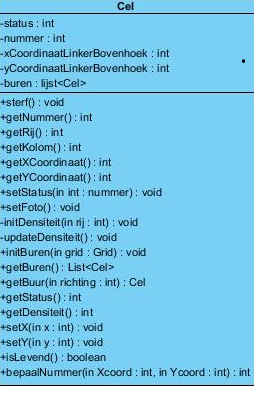 Cel
-status : int
-nummer : int
-xCoordinaatLinkerBovenhoek : int
-yCoordinaatLinkerBovenhoek : int
-buren : lijst<Cel>
+sterf() : void
+getNummer() : int
+getRij() : int
+getKolom() : int
+getXCoordinaat() : int
+getYCoordinaat() : int
+setStatus(in int : nummer) : void
+setFoto() : void
-initDensiteit(in rij : int) : void
-updateDensiteit() : void
+initBuren(in grid : Grid) : void
+getBuren() : List<Cel>
+getBuur(in richting : int) : Cel
+getStatus() : int
+getDensiteit() : int
+setX(in x : int) : void
+setY(in y : int) : void
+isLevend() : boolean
+bepaalNummer(in Xcoord : int, in Ycoord : int) : int